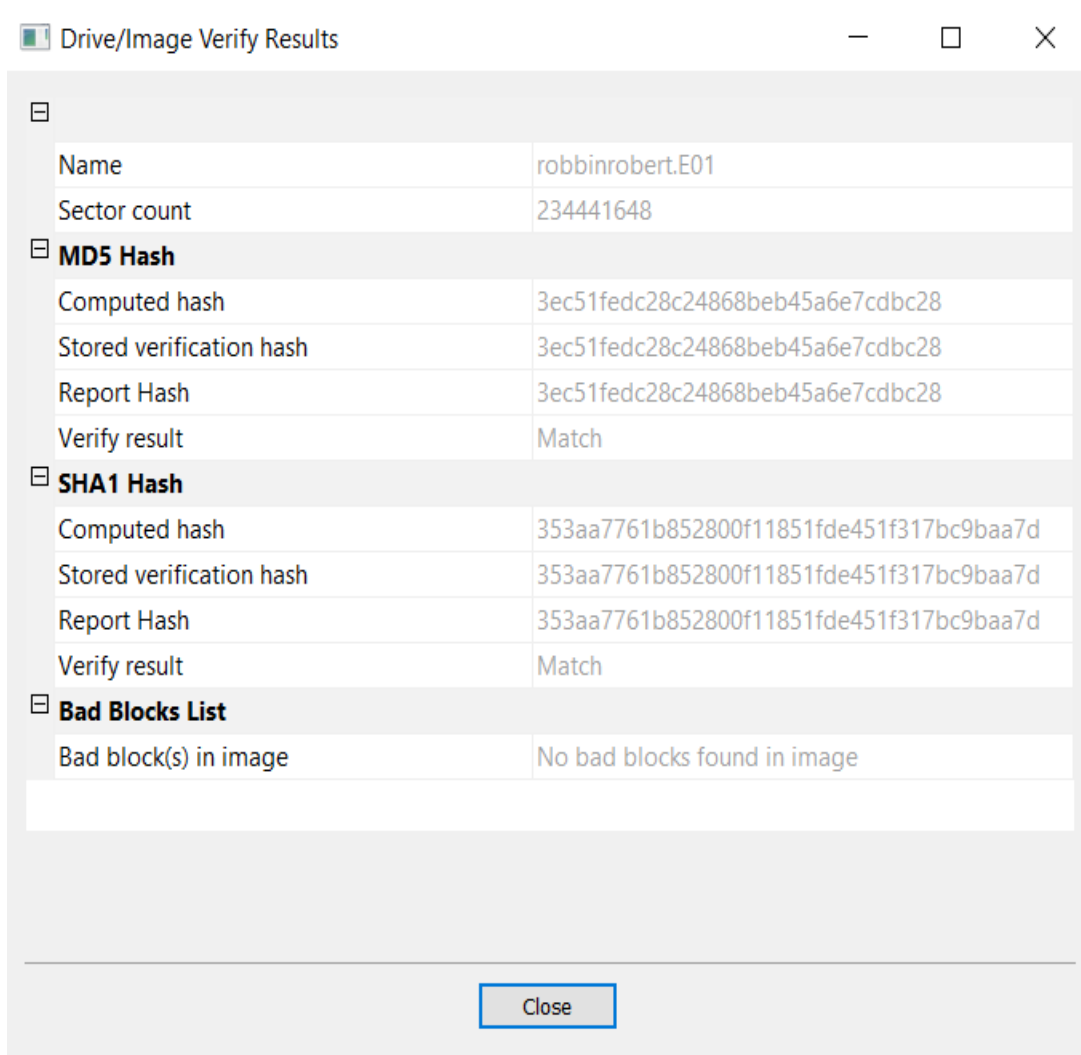 Drive/Image Verify Results
Name robbinrobert.E01
Sector count 234441648
MD5 Hash
Computed hash 3ec51fedc28c24868beb45a6e7cdbc28
Stored verification hash 3ec51fedc28c24868beb45a6e7cdbc28
Report Hash 3ec51fedc28c24868beb45a6e7cdbc28
Verify result Match
SHA1 Hash
Computed hash 353aa7761b852800f11851fde451f317bc9baa7d
Stored verification hash 353aa7761b852800f11851fde451f317bc9baa7d
Report Hash 353aa7761b852800f11851fde451f317bc9baa7d
Verify result Match
Bad Blocks List
Bad block(s) in image No bad blocks found in image
Close